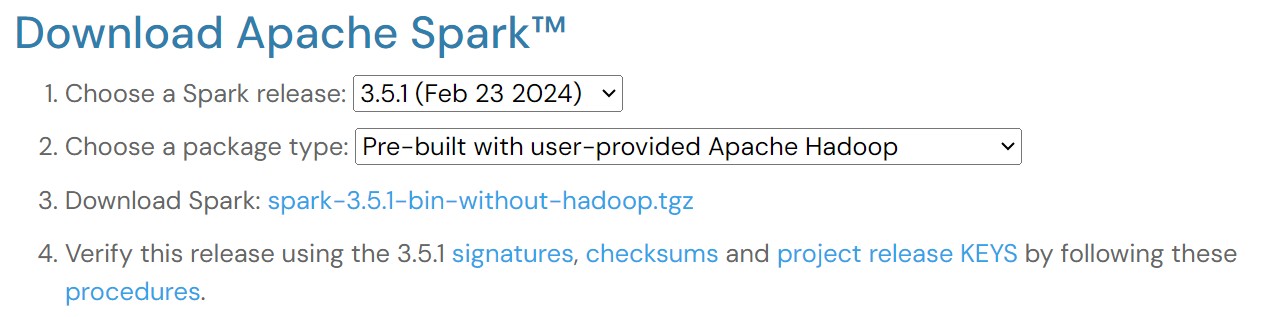 Download Apache Spark™
1. Choose a Spark release: 3.5.1 (Feb 23 2024)
2. Choose a package type: Pre-built with user-provided Apache Hadoop
3. Download Spark: spark-3.5.1-bin-without-hadoop.tgz
4. Verify this release using the 3.5.1 signatures, checksums and project release KEYS by following these
procedures.